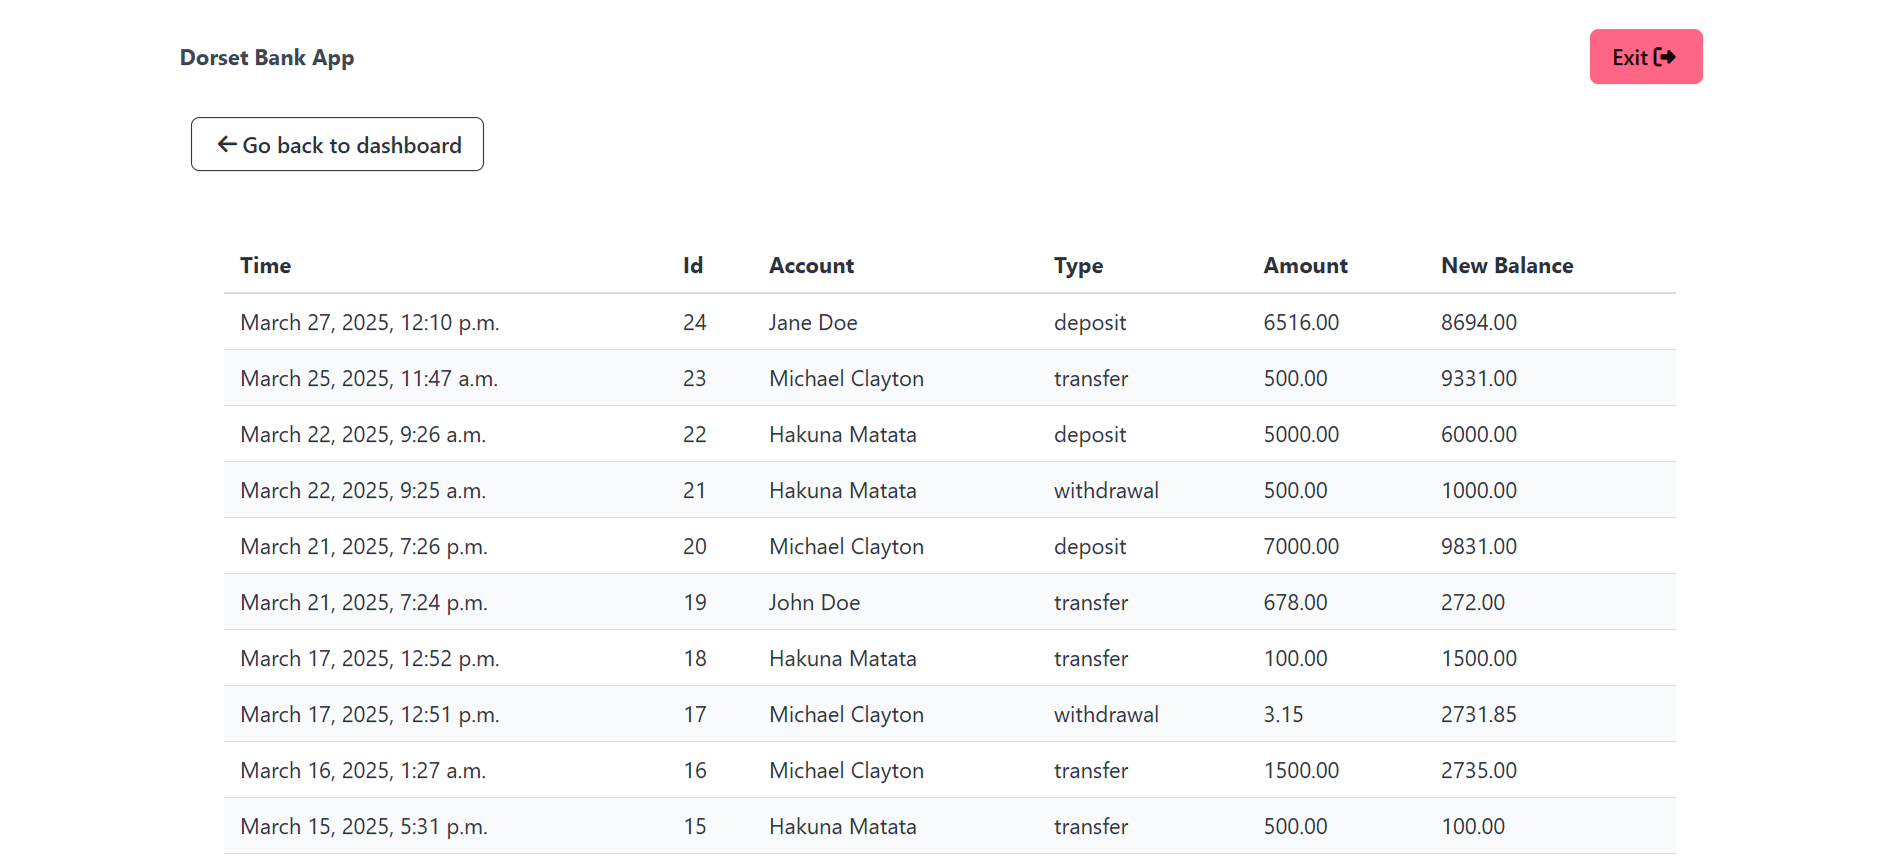 Dorset Bank App
Exit
Go back to dashboard
Time Id Account Type Amount New Balance
March 27, 2025, 12:10 p.m. 24 Jane Doe deposit 6516.00 8694.00
March 25, 2025, 11:47 a.m. 23 Michael Clayton transfer 500.00 9331.00
March 22, 2025, 9:26 a.m. 22 Hakuna Matata deposit 5000.00 6000.00
March 22, 2025, 9:25 a.m. 21 Hakuna Matata withdrawal 500.00 1000.00
March 21, 2025, 7:26 p.m. 20 Michael Clayton deposit 7000.00 9831.00
March 21, 2025, 7:24 p.m. 19 John Doe transfer 678.00 272.00
March 17, 2025, 12:52 p.m. 18 Hakuna Matata transfer 100.00 1500.00
March 17, 2025, 12:51 p.m. 17 Michael Clayton withdrawal 3.15 2731.85
March 16, 2025, 1:27 a.m. 16 Michael Clayton transfer 1500.00 2735.00
March 15, 2025, 5:31 p.m. 15 Hakuna Matata transfer 500.00 100.00